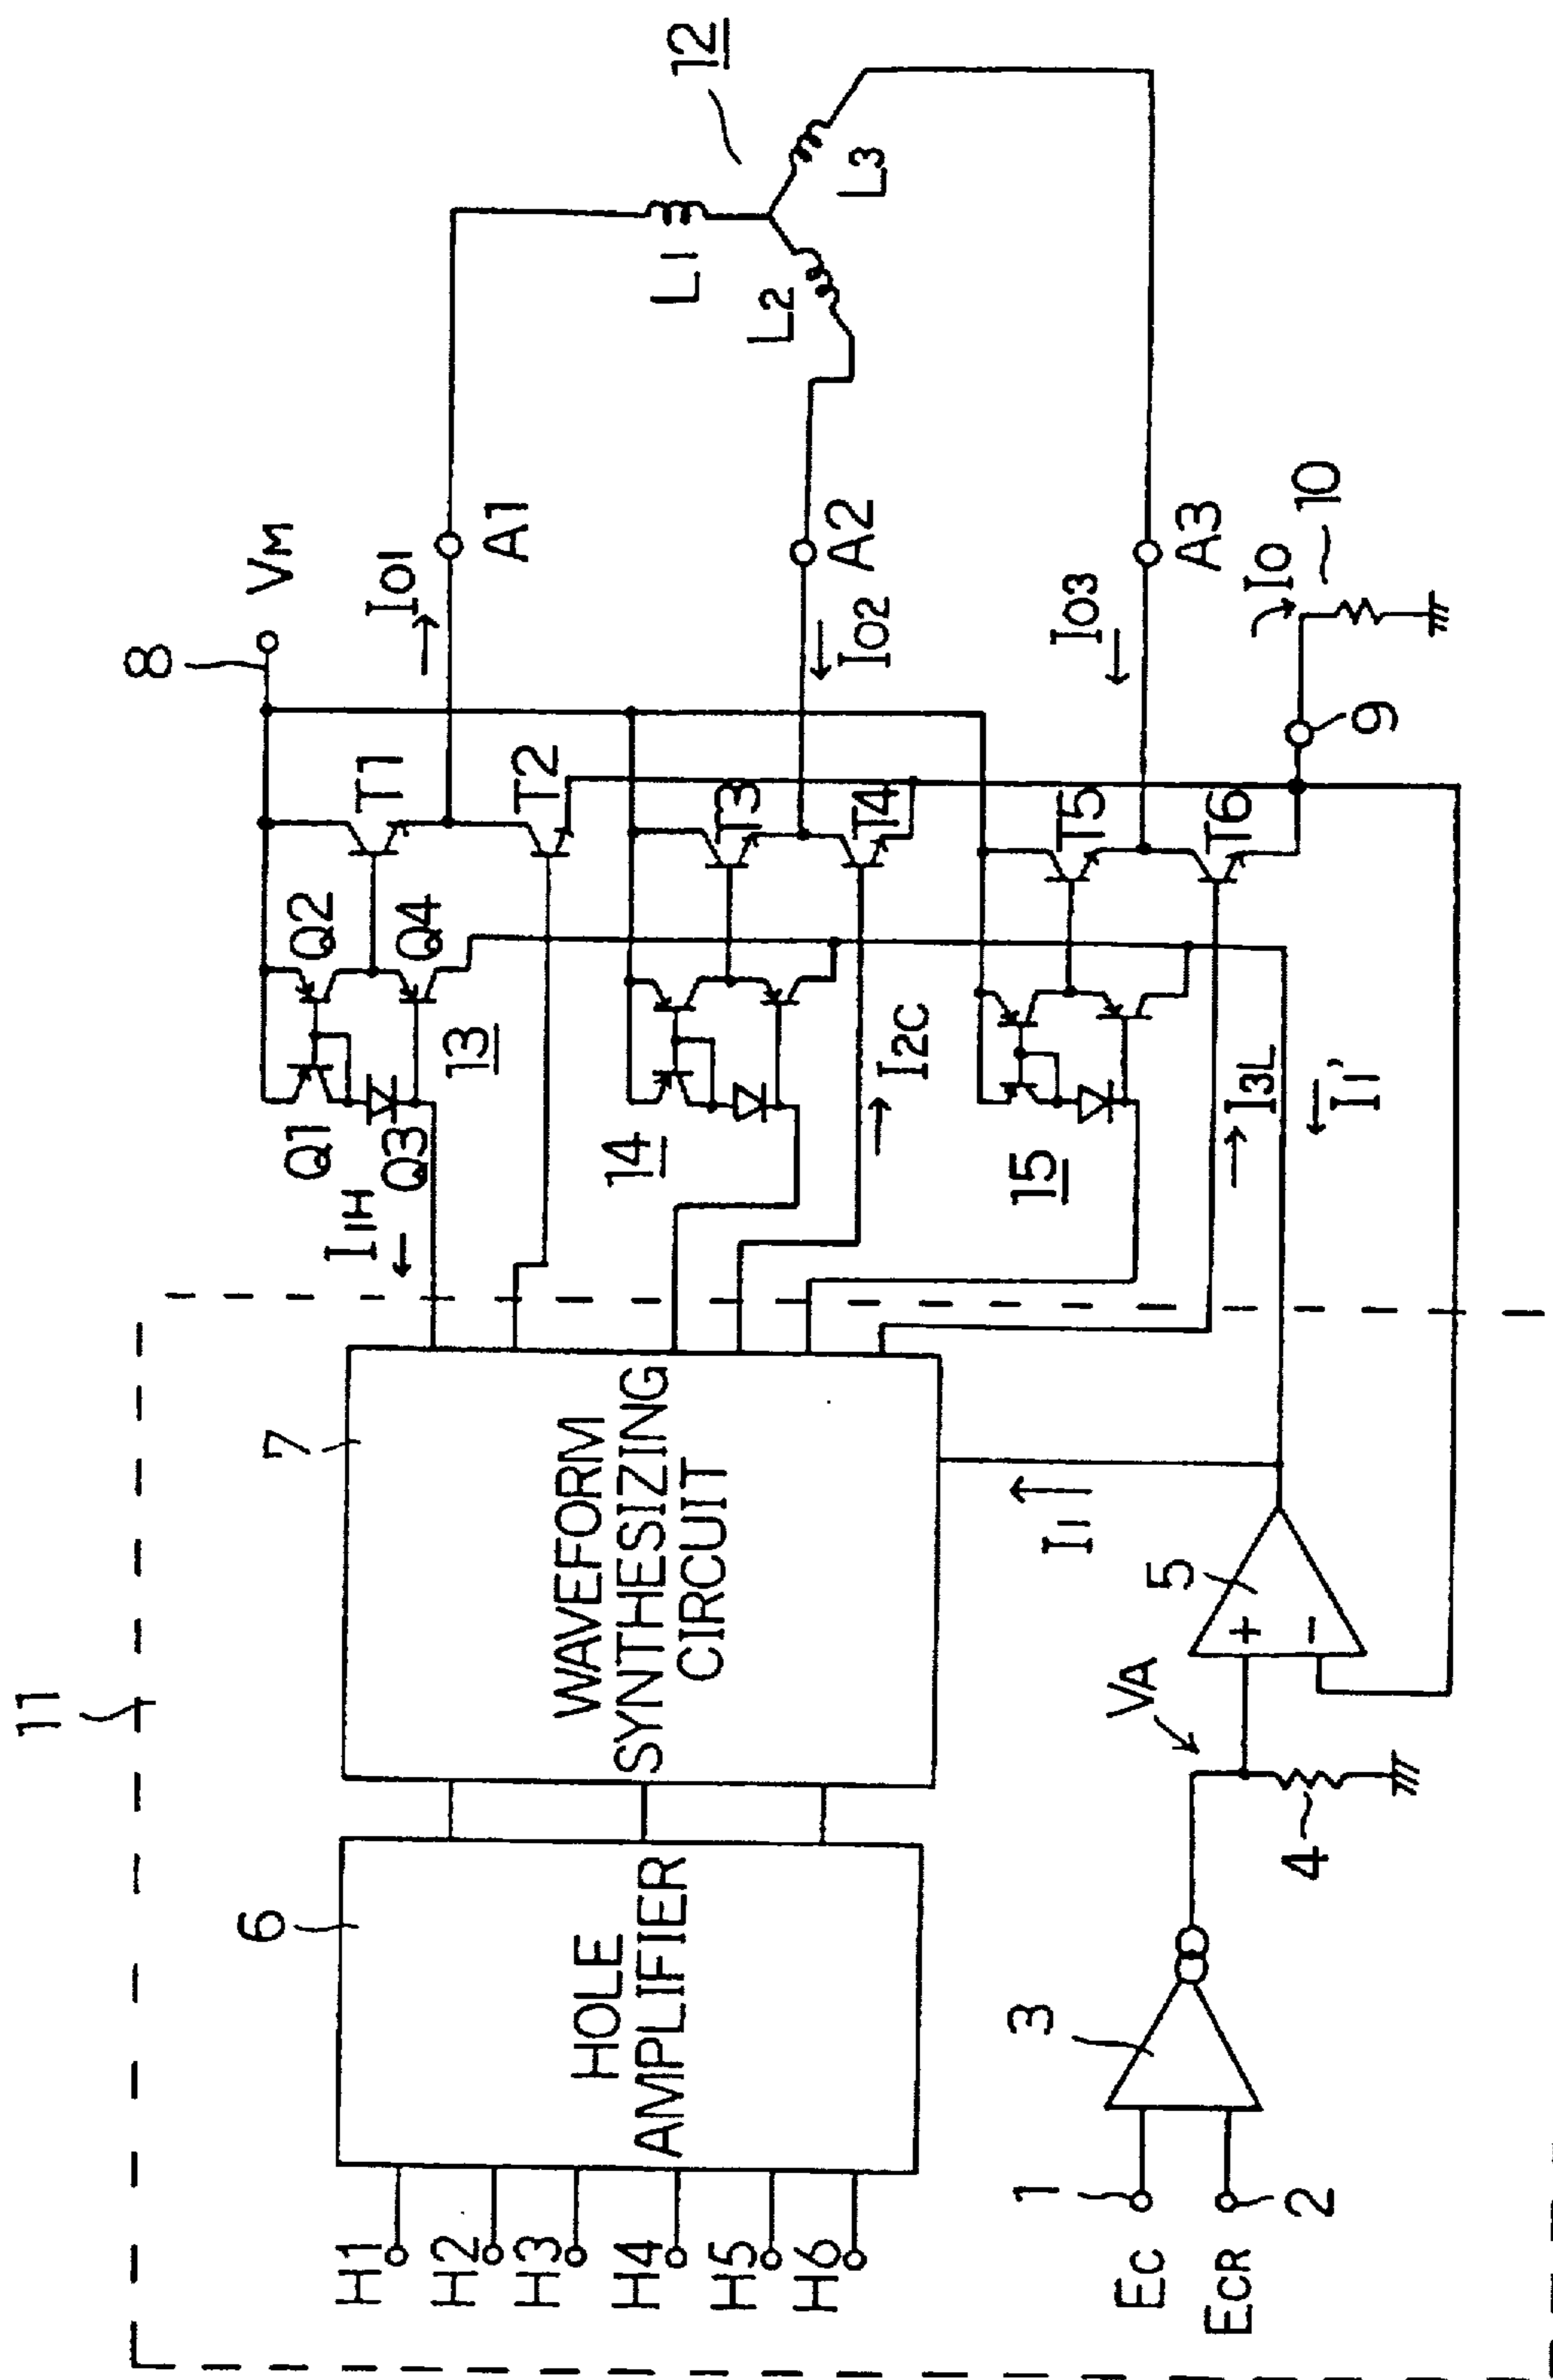 11
H1
H2
H3
H4
H5
H6
6
HOLE
AMPLIFIER
7
WAVEFORM
SYNTHESIZING
CIRCUIT
EC
1
ECR
2
3
4
VA
5
+
−
I1
I1'
I1H
Q1
Q2
Q3
Q4
13
14
I2C
15
I3L
8
VM
T1
T2
T3
T4
T5
T6
IO1
A1
IO2
A2
IO3
A3
9
IO
10
12
L1
L2
L3